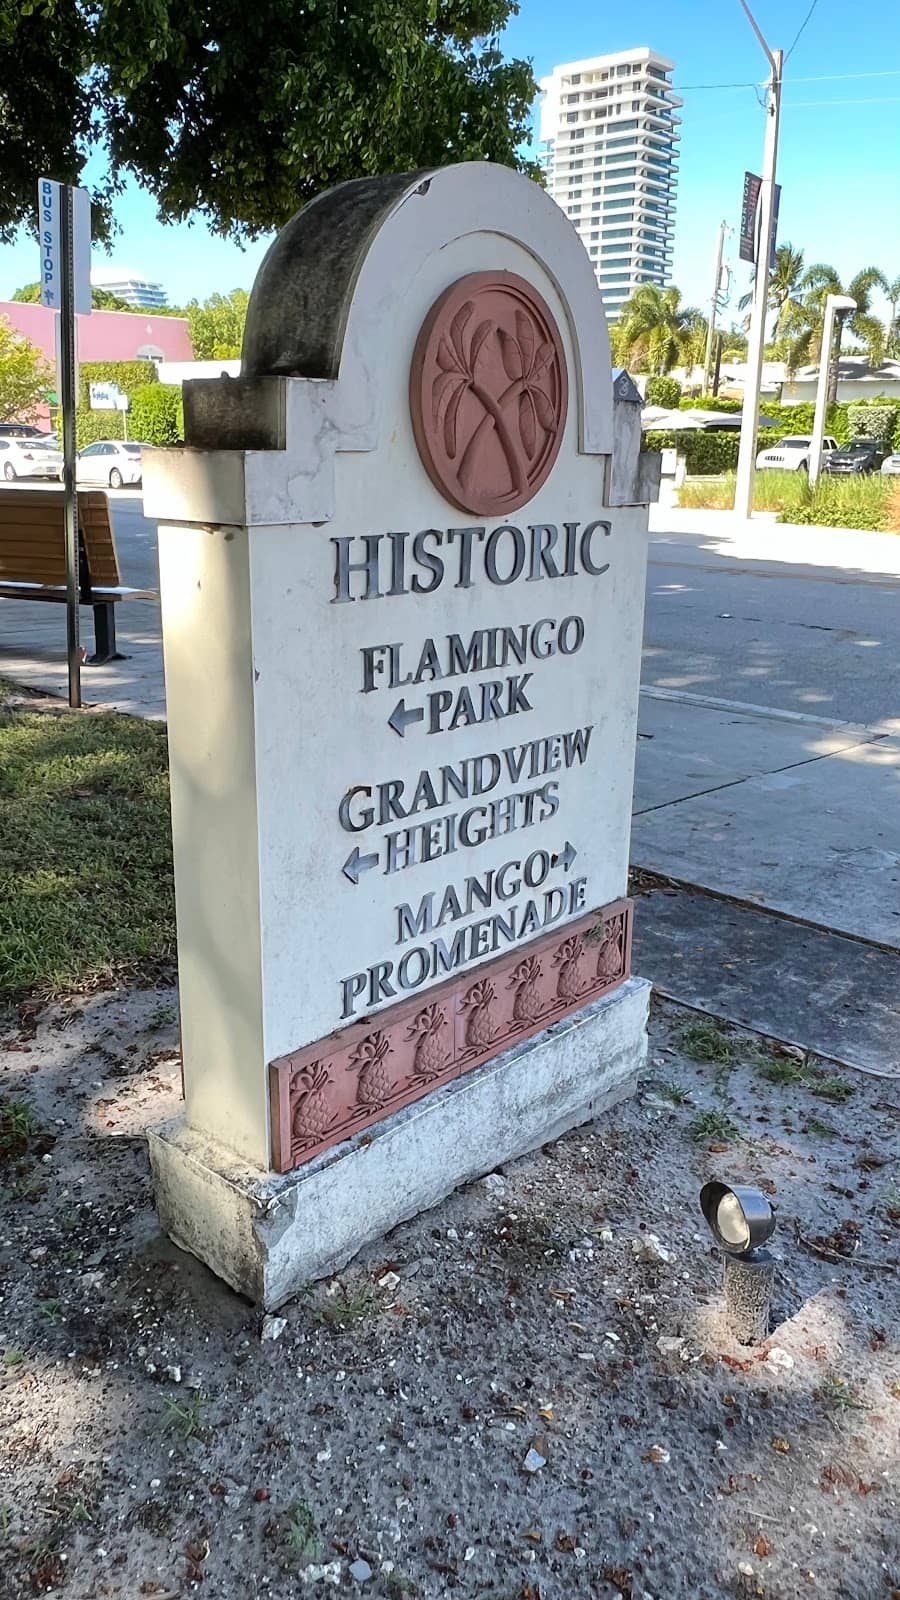 BUS STOP
HISTORIC
FLAMINGO
←PARK
GRANDVIEW
←HEIGHTS
MANGO→
PROMENADE